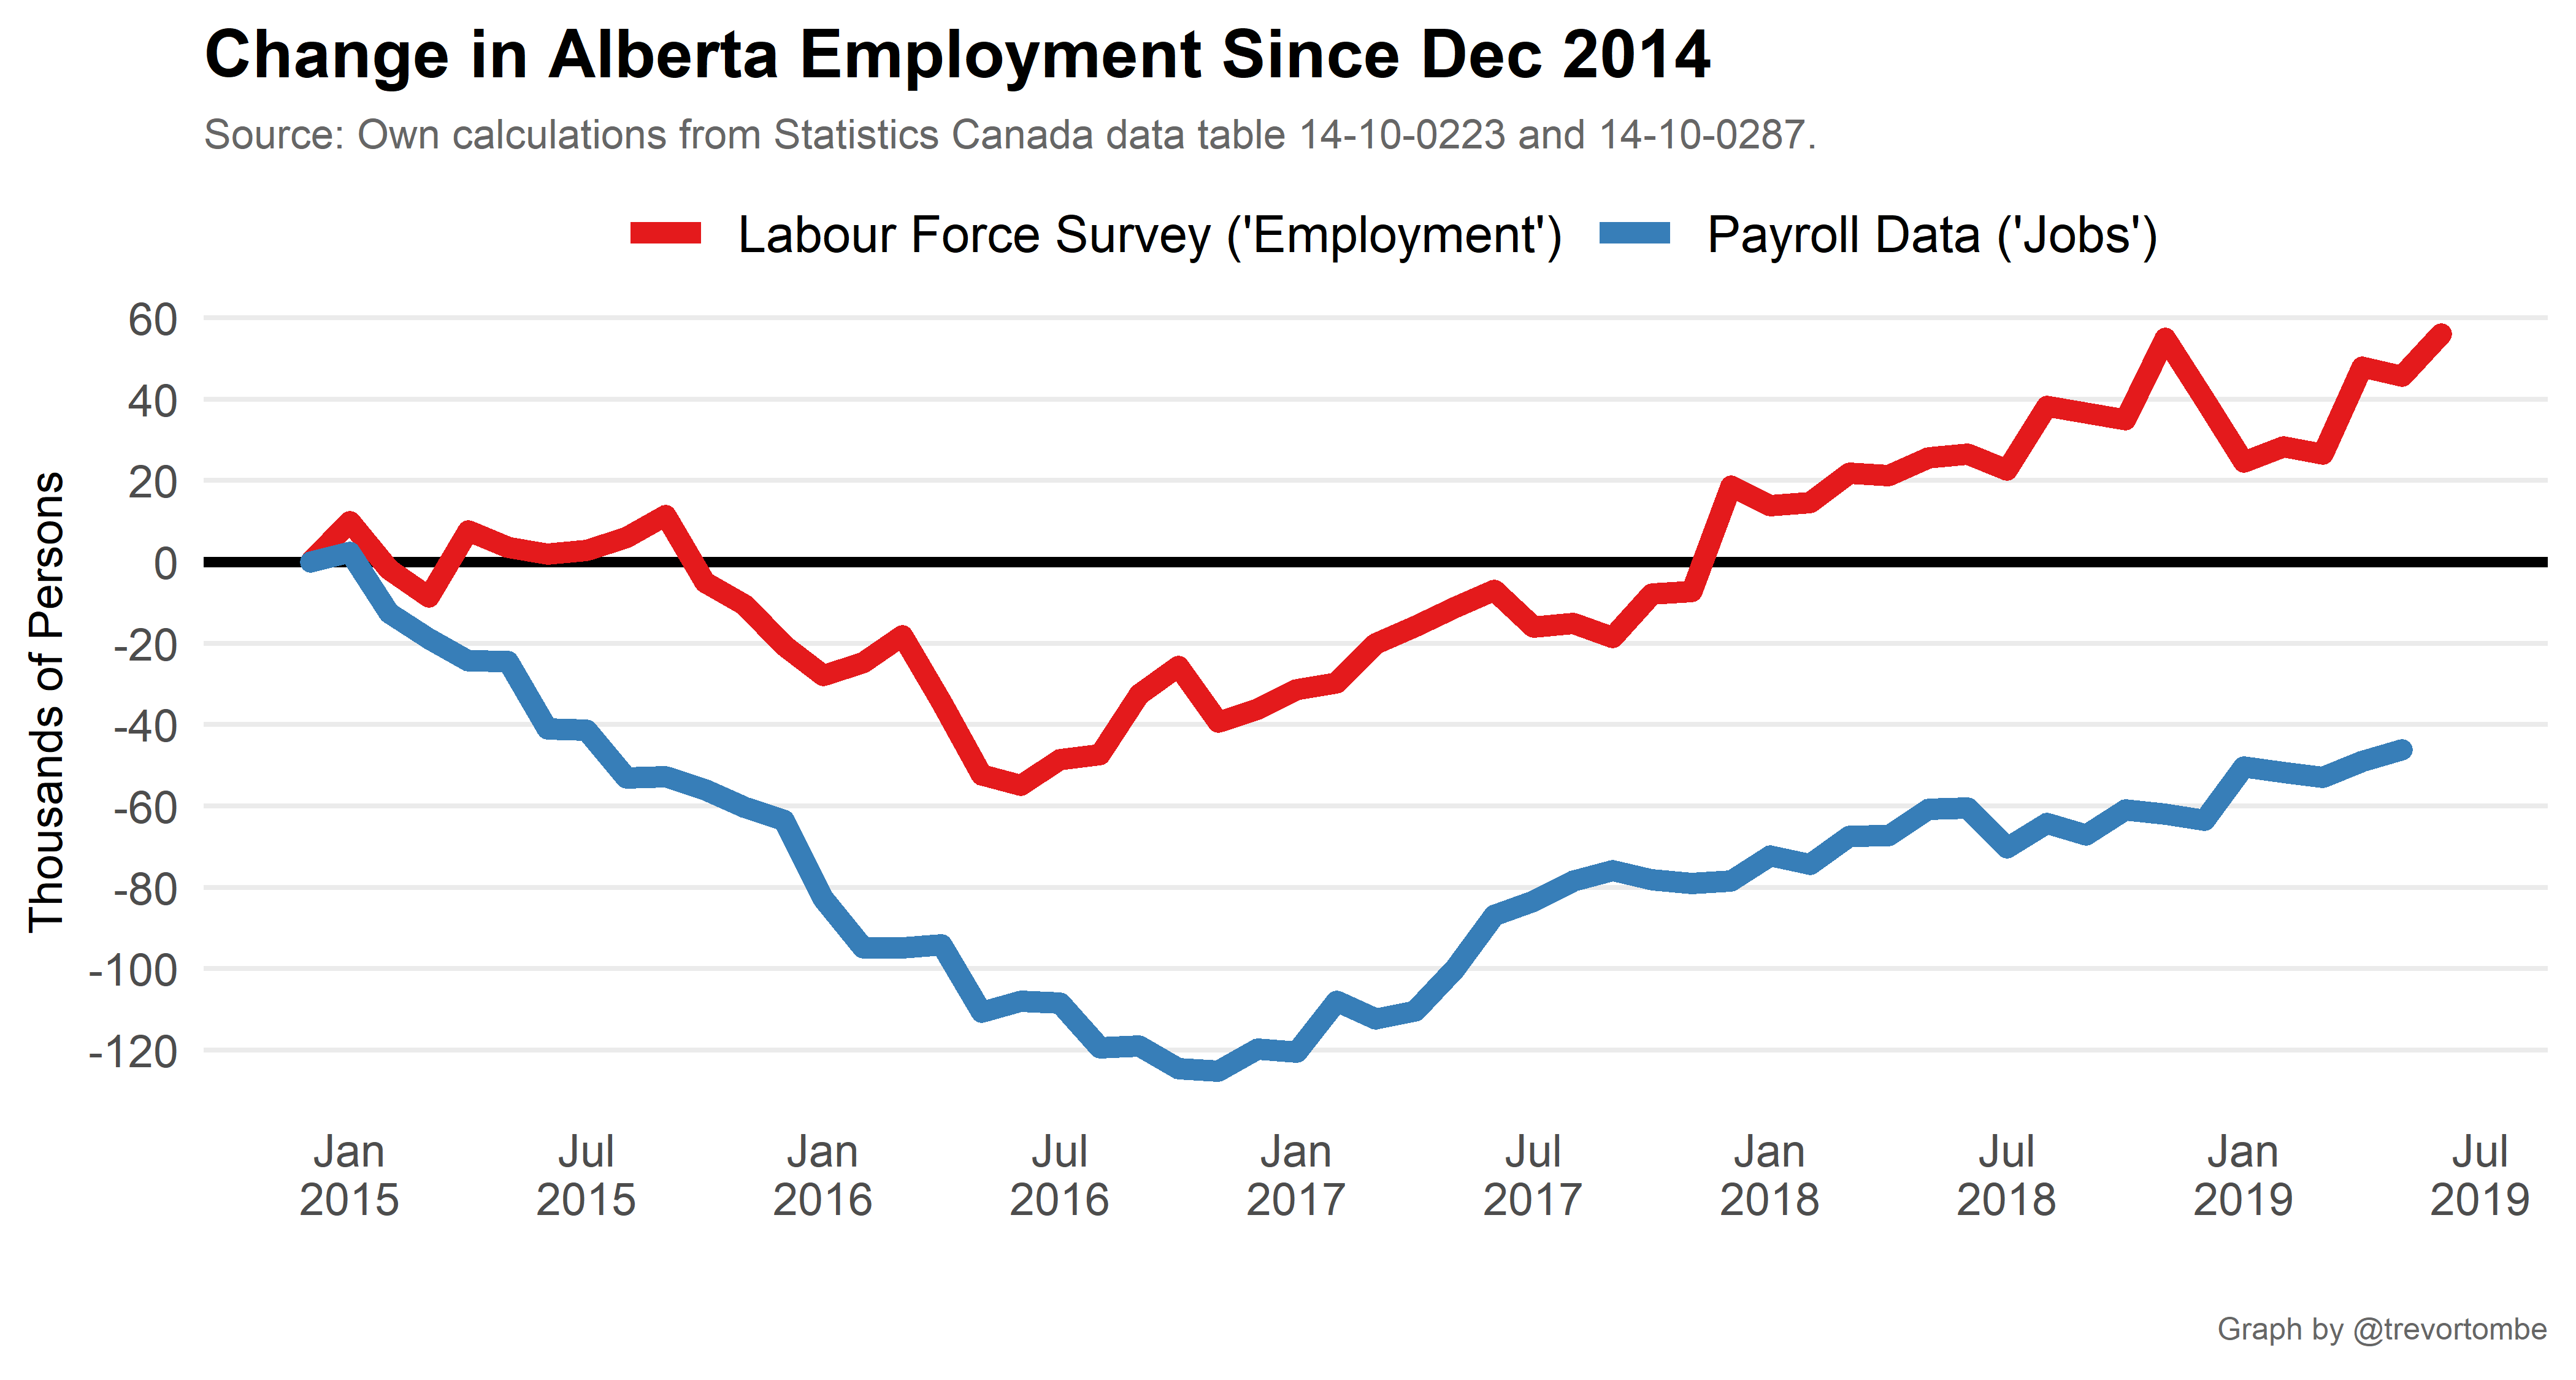 Change in Alberta Employment Since Dec 2014
Source: Own calculations from Statistics Canada data table 14-10-0223 and 14-10-0287.
Labour Force Survey ('Employment') Payroll Data ('Jobs')
Thousands of Persons
60
40
20
0
-20
-40
-60
-80
-100
-120
Jan Jul Jan Jul Jan Jul Jan Jul Jan Jul
2015 2015 2016 2016 2017 2017 2018 2018 2019 2019
Graph by @trevortombe